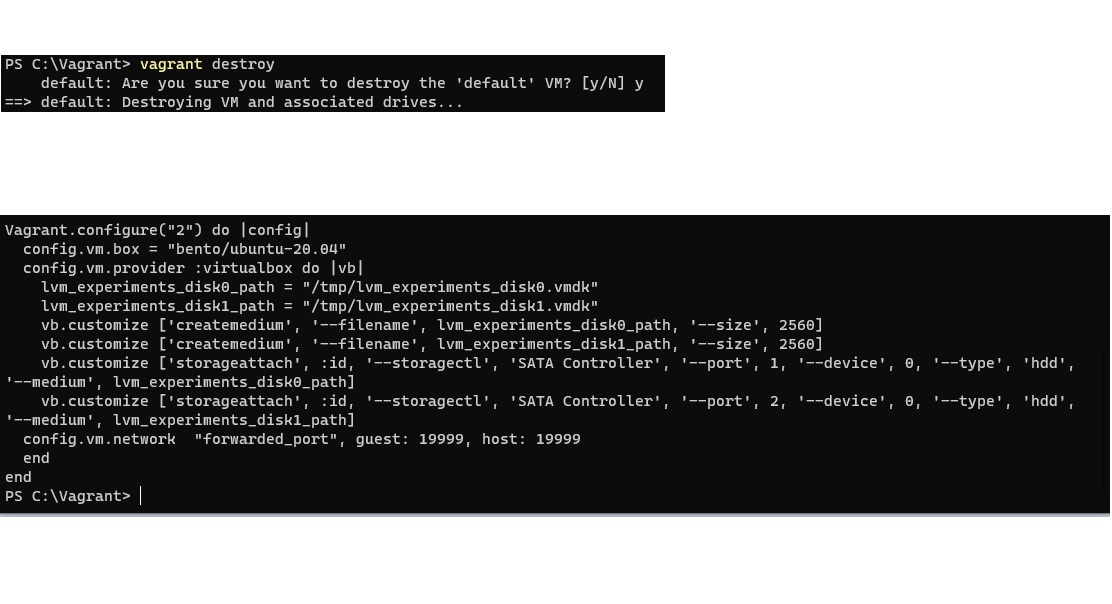 PS C:\Vagrant> vagrant destroy
    default: Are you sure you want to destroy the 'default' VM? [y/N] y
==> default: Destroying VM and associated drives...
Vagrant.configure("2") do |config|
  config.vm.box = "bento/ubuntu-20.04"
  config.vm.provider :virtualbox do |vb|
    lvm_experiments_disk0_path = "/tmp/lvm_experiments_disk0.vmdk"
    lvm_experiments_disk1_path = "/tmp/lvm_experiments_disk1.vmdk"
    vb.customize ['createmedium', '--filename', lvm_experiments_disk0_path, '--size', 2560]
    vb.customize ['createmedium', '--filename', lvm_experiments_disk1_path, '--size', 2560]
    vb.customize ['storageattach', :id, '--storagectl', 'SATA Controller', '--port', 1, '--device', 0, '--type', 'hdd',
'--medium', lvm_experiments_disk0_path]
    vb.customize ['storageattach', :id, '--storagectl', 'SATA Controller', '--port', 2, '--device', 0, '--type', 'hdd',
'--medium', lvm_experiments_disk1_path]
  config.vm.network  "forwarded_port", guest: 19999, host: 19999
  end
end
PS C:\Vagrant>